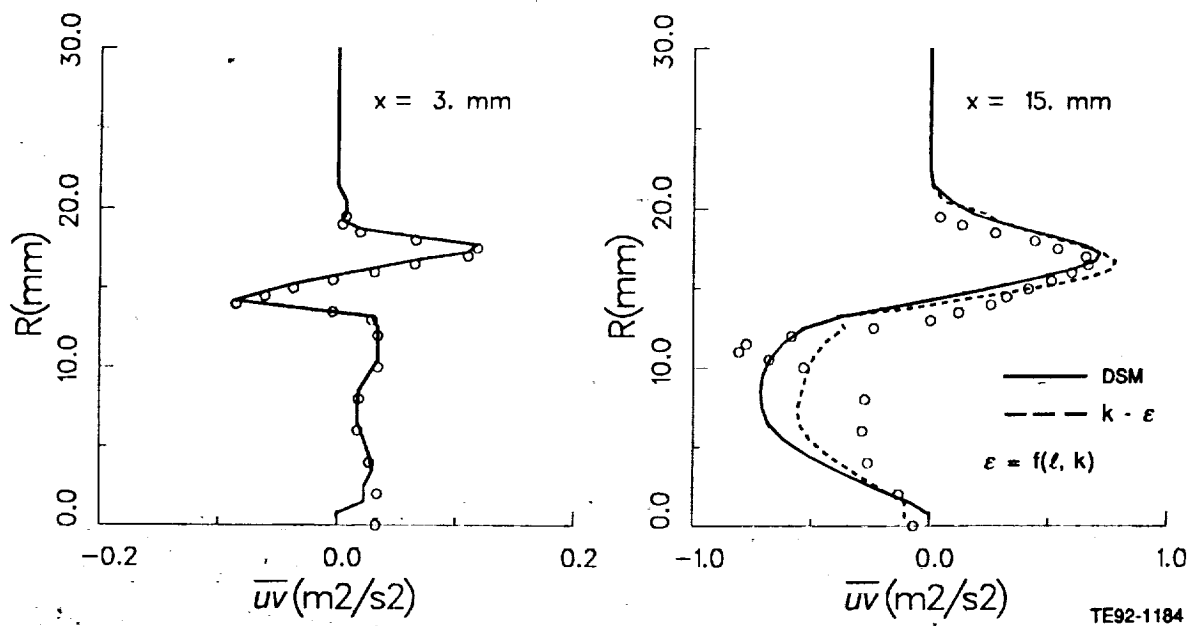 30.0
20.0
10.0
0.0
R(mm)
x = 3. mm
-0.2
0.0
0.2
uv(m2/s2)
30.0
20.0
10.0
0.0
R(mm)
x = 15. mm
DSM
k - ε
ε = f(ℓ, k)
-1.0
0.0
1.0
uv(m2/s2)
TE92-1184